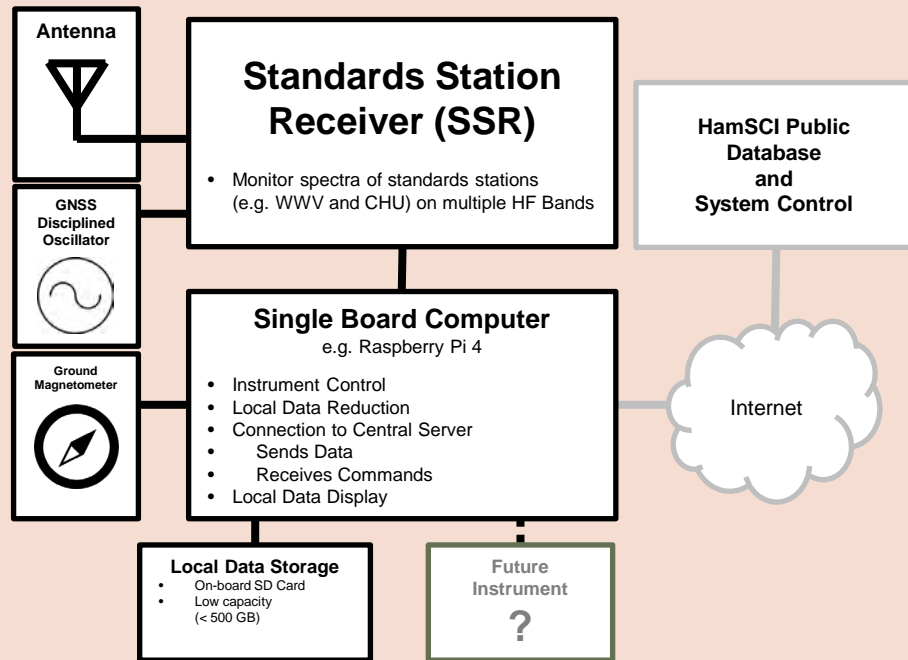 Antenna
Standards Station
Receiver (SSR)
• Monitor spectra of standards stations
(e.g. WWV and CHU) on multiple HF Bands
HamSCI Public
Database
and
System Control
GNSS
Disciplined
Oscillator
Single Board Computer
e.g. Raspberry Pi 4
• Instrument Control
• Local Data Reduction
• Connection to Central Server
• Sends Data
• Receives Commands
• Local Data Display
Ground
Magnetometer
Internet
Local Data Storage
• On-board SD Card
• Low capacity
(< 500 GB)
Future
Instrument
?